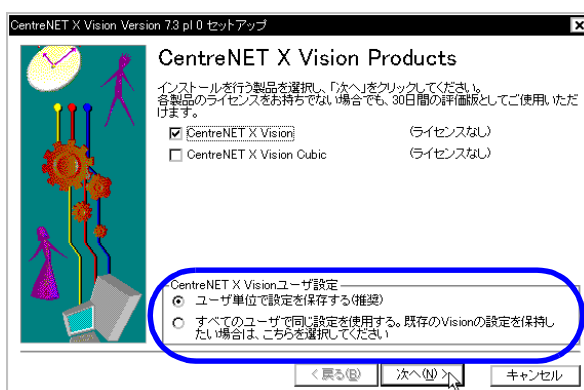 CentreNET X Vision Version 7.3 pl 0 セットアップ
CentreNET X Vision Products
インストールを行う製品を選択し、「次へ」をクリックしてください。
各製品のライセンスをお持ちでない場合でも、30日間の評価版としてご使用いただ
けます。
CentreNET X Vision (ライセンスなし)
CentreNET X Vision Cubic (ライセンスなし)
CentreNET X Visionユーザ設定
ユーザ単位で設定を保存する(推奨)
すべてのユーザで同じ設定を使用する。既存のVisionの設定を保持し
たい場合は、こちらを選択してください
< 戻る(B) 次へ(N) > キャンセル